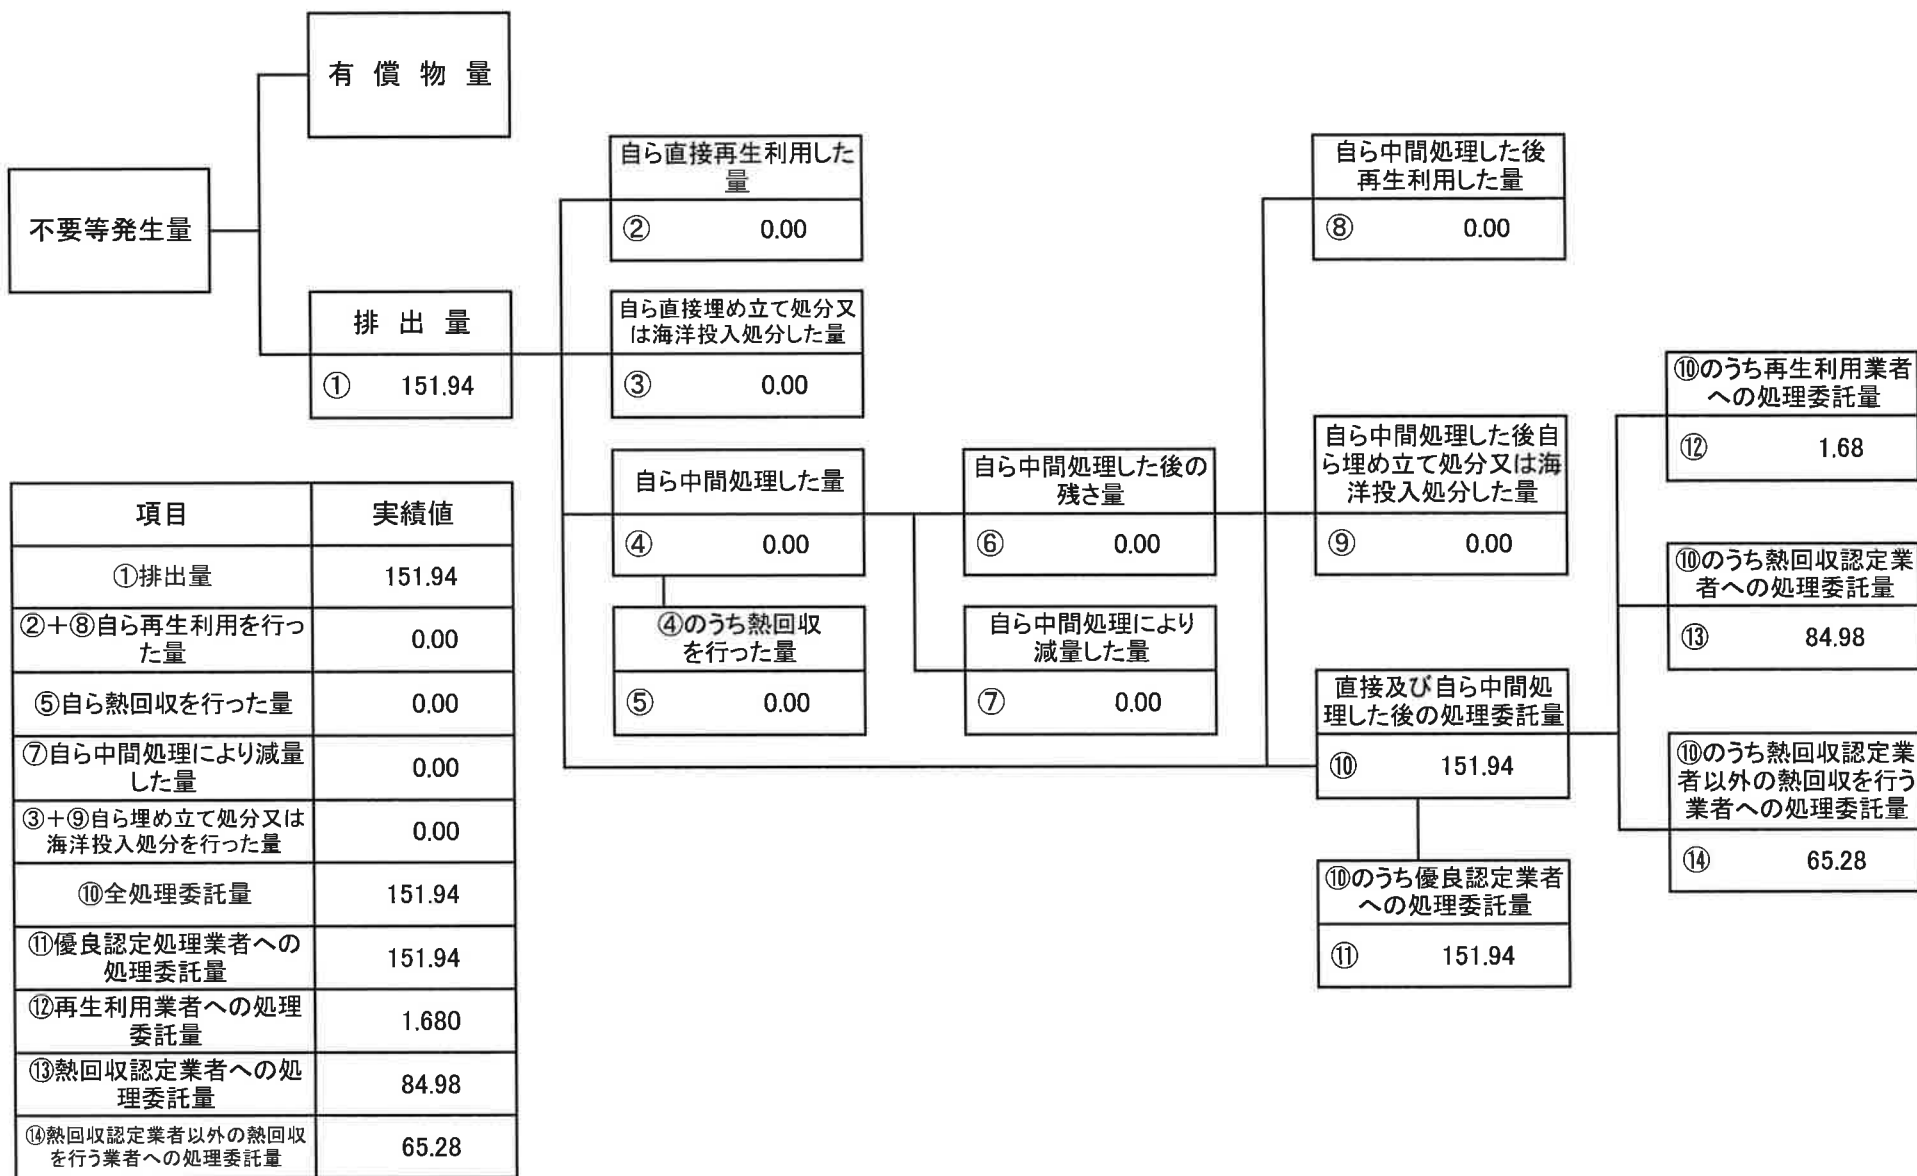 有償物量
不要等発生量
排出量
① 151.94
自ら直接再生利用した
量
② 0.00
自ら直接埋め立て処分又
は海洋投入処分した量
③ 0.00
自ら中間処理した量
④ 0.00
④のうち熱回収
を行った量
⑤ 0.00
自ら中間処理した後の
残さ量
⑥ 0.00
自ら中間処理により
減量した量
⑦ 0.00
自ら中間処理した後
再生利用した量
⑧ 0.00
自ら中間処理した後自
ら埋め立て処分又は海
洋投入処分した量
⑨ 0.00
直接及び自ら中間処
理した後の処理委託量
⑩ 151.94
⑩のうち優良認定業者
への処理委託量
⑪ 151.94
⑩のうち再生利用業者
への処理委託量
⑫ 1.68
⑩のうち熱回収認定業
者への処理委託量
⑬ 84.98
⑩のうち熱回収認定業
者以外の熱回収を行う
業者への処理委託量
⑭ 65.28
項目 実績値
①排出量 151.94
②+⑧自ら再生利用を行っ
た量 0.00
⑤自ら熱回収を行った量 0.00
⑦自ら中間処理により減量
した量 0.00
③+⑨自ら埋め立て処分又は
海洋投入処分を行った量 0.00
⑩全処理委託量 151.94
⑪優良認定処理業者への
処理委託量 151.94
⑫再生利用業者への処理
委託量 1.680
⑬熱回収認定業者への処
理委託量 84.98
⑭熱回収認定業者以外の熱回収
を行う業者への処理委託量 65.28